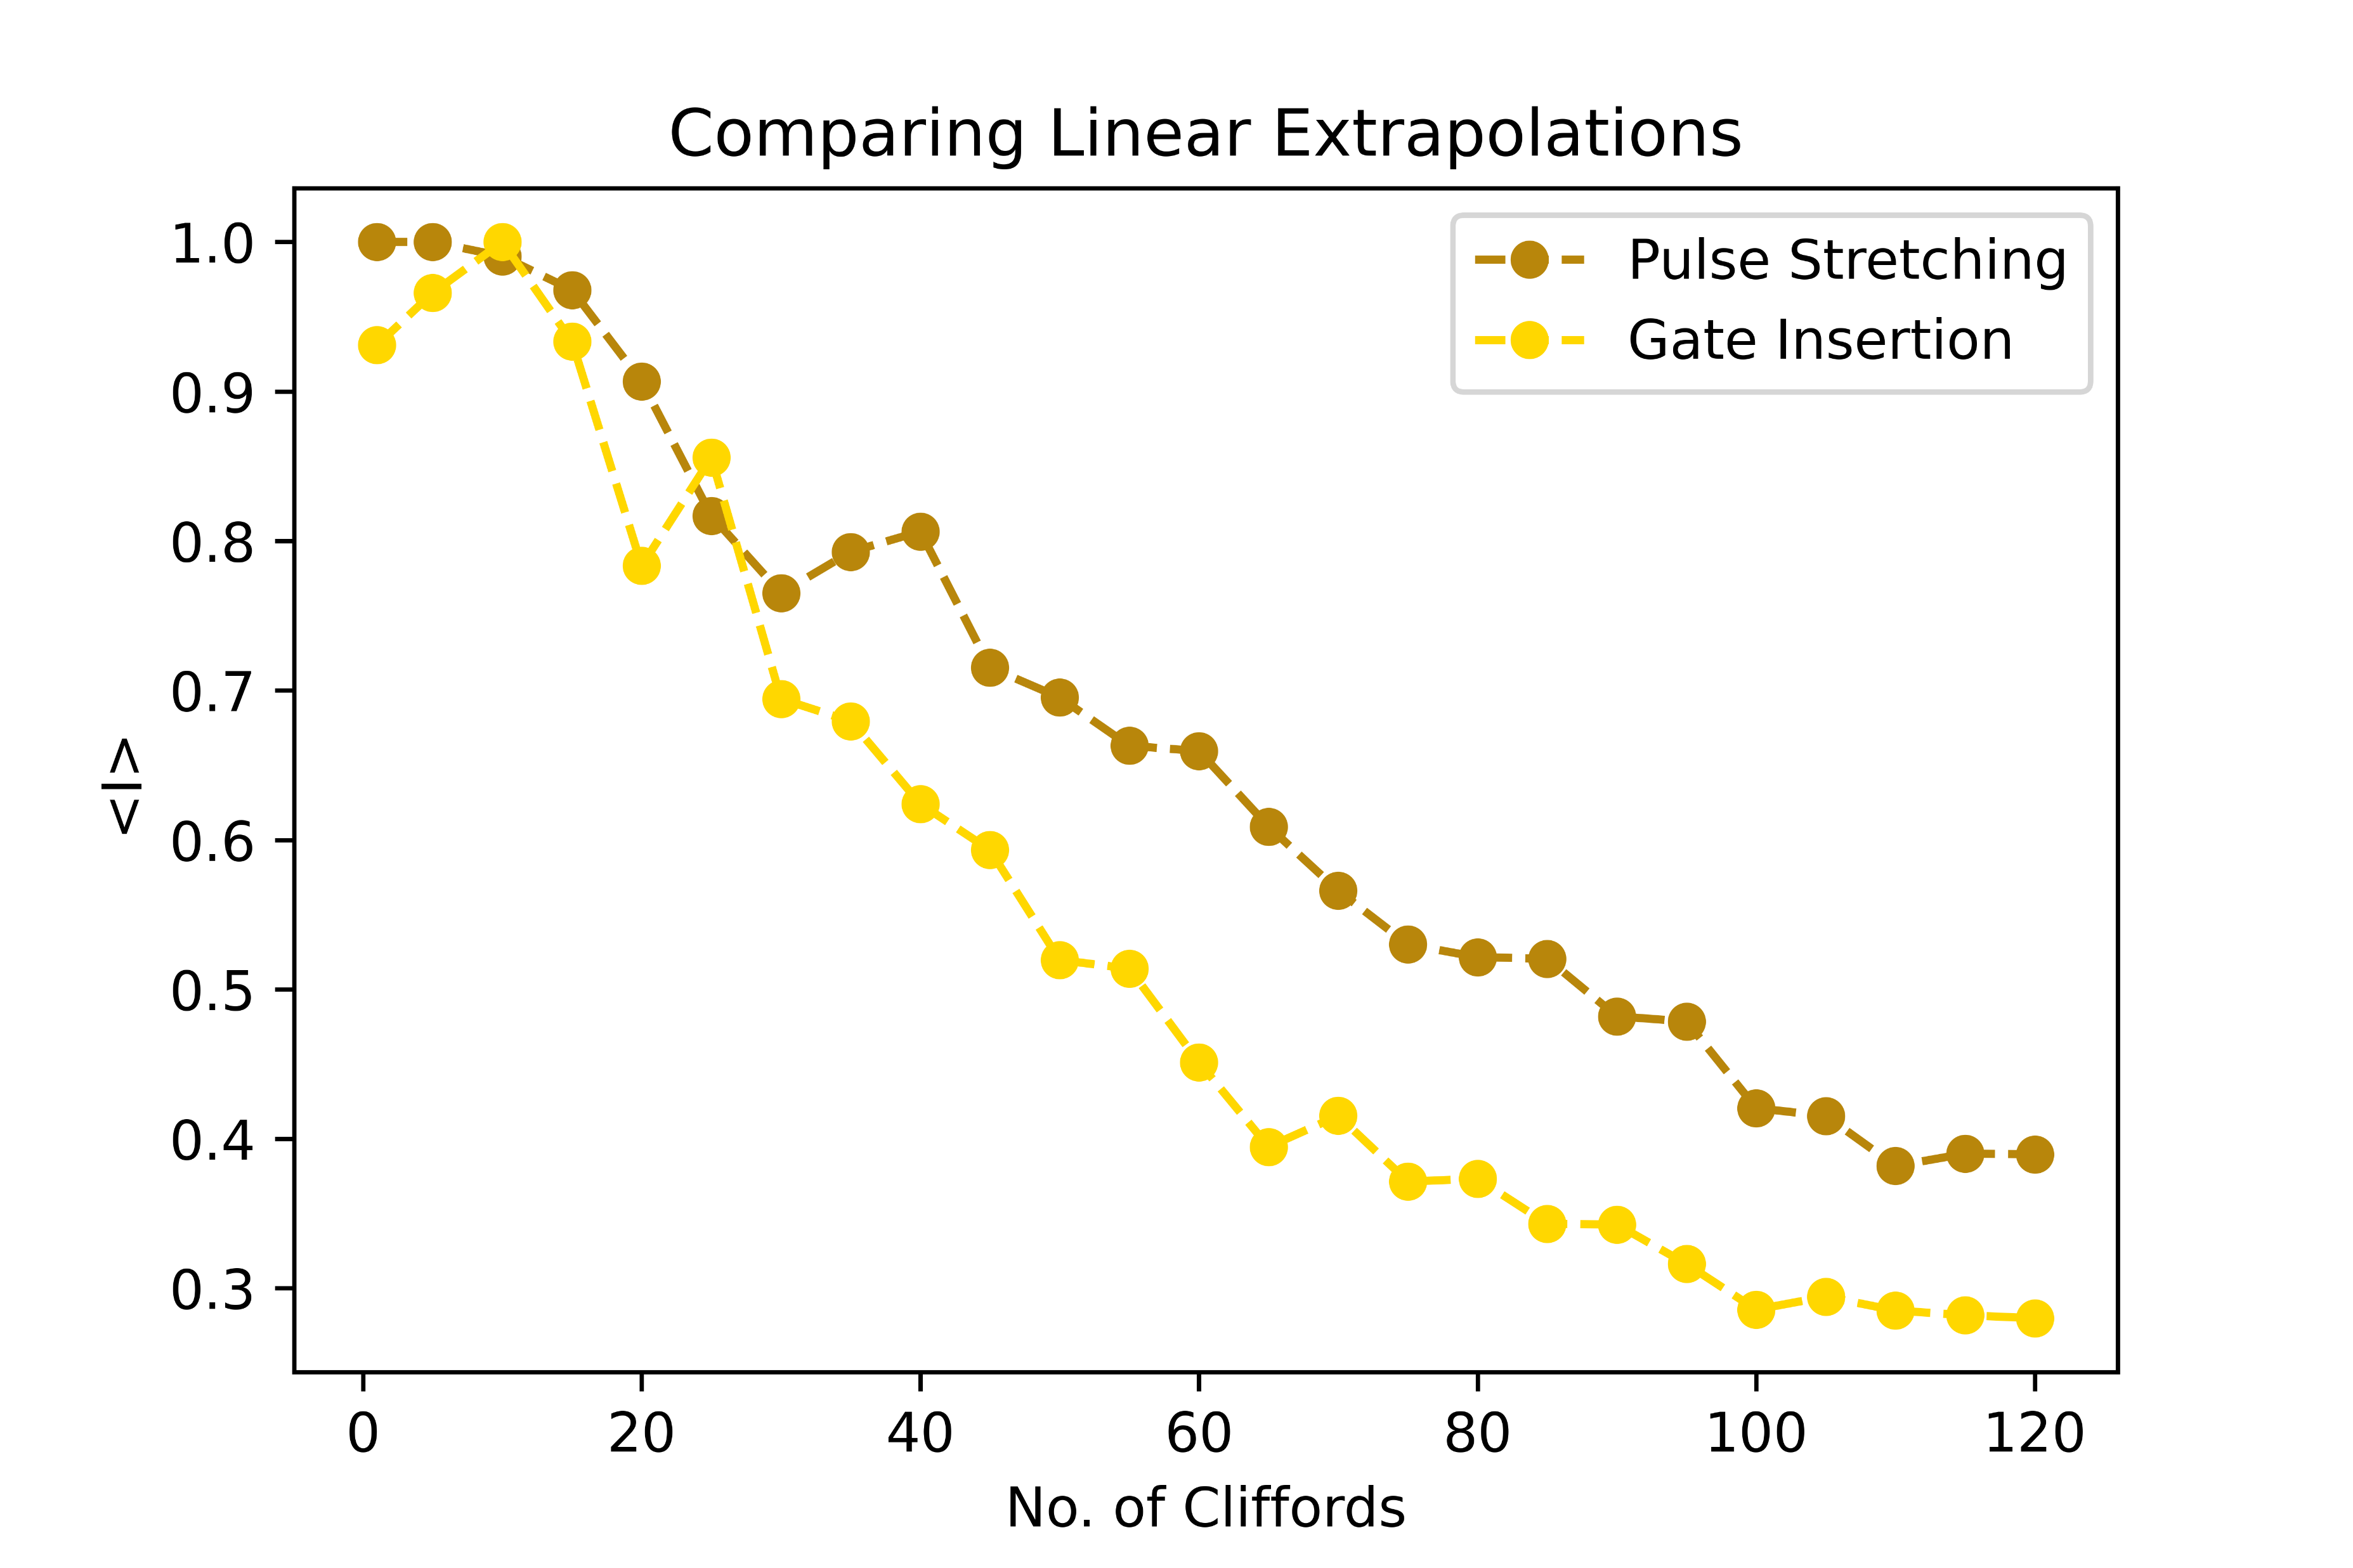 Comparing Linear Extrapolations
Pulse Stretching
Gate Insertion
1.0
0.9
0.8
0.7
0.6
0.5
0.4
0.3
<|>
0 20 40 60 80 100 120
No. of Cliffords